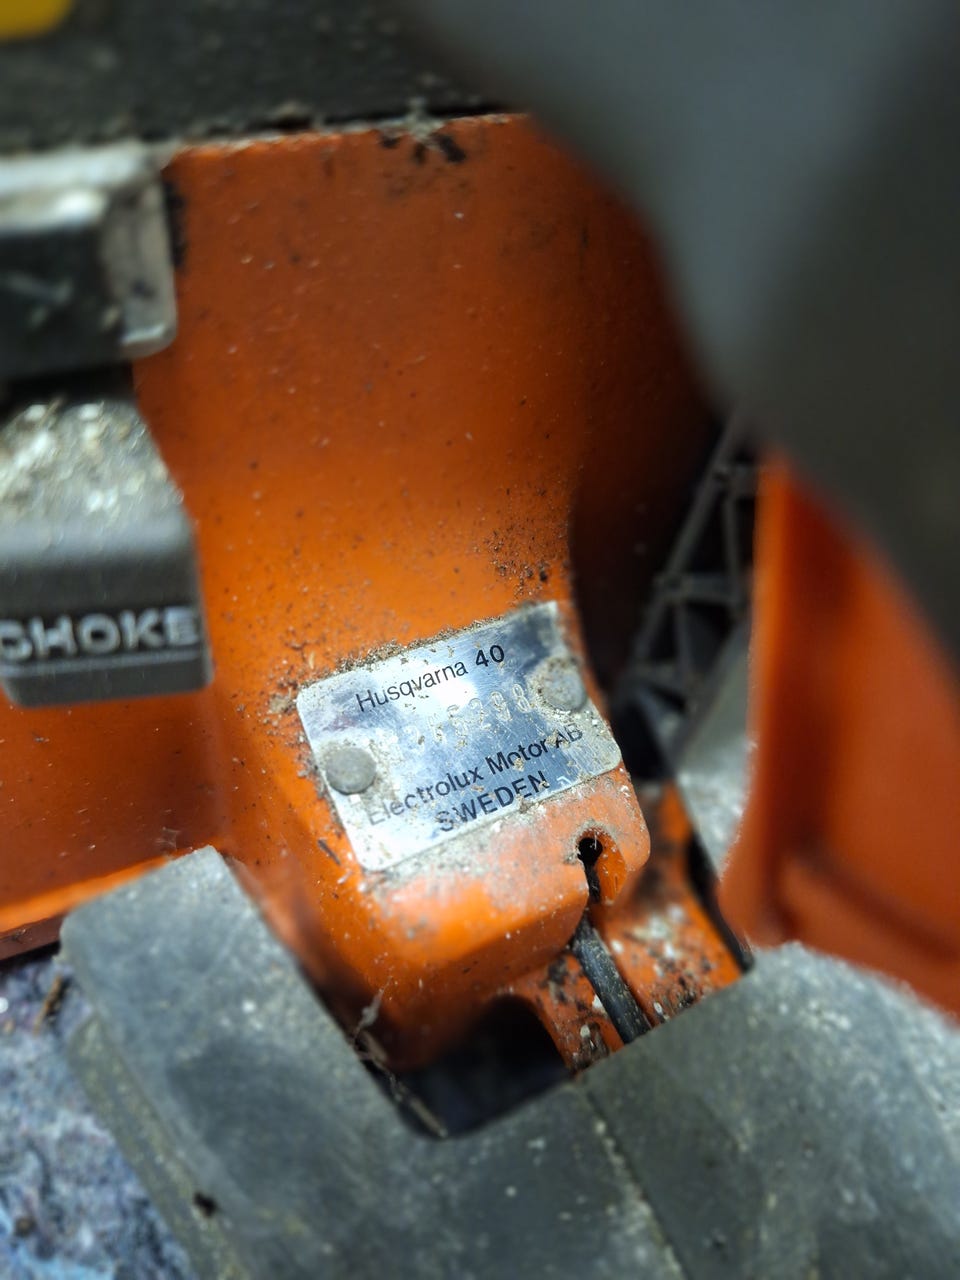 CHOKE
Husqvarna 40
Electrolux Motor AB
SWEDEN